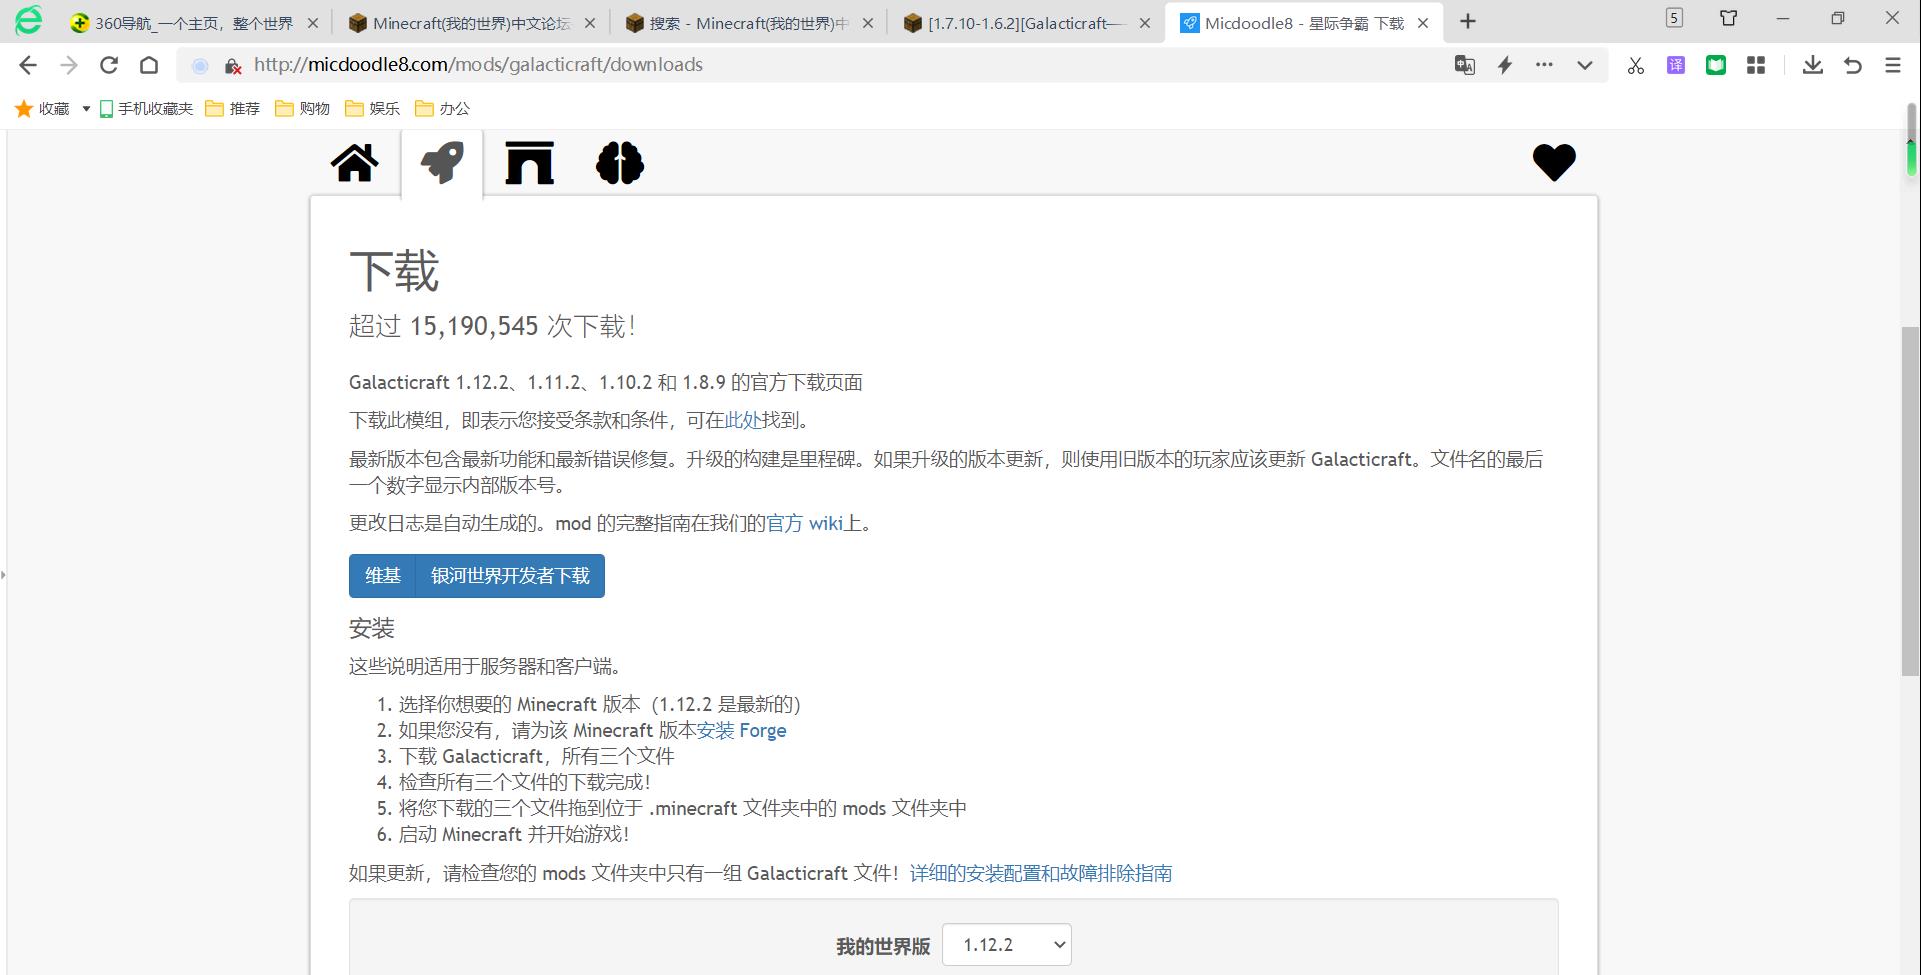 360导航_一个主页，整个世界
Minecraft(我的世界)中文论坛
搜索 - Minecraft(我的世界)中
[1.7.10-1.6.2][Galacticraft—
Micdoodle8 - 星际争霸 下载
5
http://micdoodle8.com/mods/galacticraft/downloads
译
收藏
手机收藏夹
推荐
购物
娱乐
办公
下载
超过 15,190,545 次下载！
Galacticraft 1.12.2、1.11.2、1.10.2 和 1.8.9 的官方下载页面
下载此模组，即表示您接受条款和条件，可在此处找到。
最新版本包含最新功能和最新错误修复。升级的构建是里程碑。如果升级的版本更新，则使用旧版本的玩家应该更新 Galacticraft。文件名的最后
一个数字显示内部版本号。
更改日志是自动生成的。mod 的完整指南在我们的官方 wiki上。
维基
银河世界开发者下载
安装
这些说明适用于服务器和客户端。
1. 选择你想要的 Minecraft 版本（1.12.2 是最新的）
2. 如果您没有，请为该 Minecraft 版本安装 Forge
3. 下载 Galacticraft，所有三个文件
4. 检查所有三个文件的下载完成！
5. 将您下载的三个文件拖到位于 .minecraft 文件夹中的 mods 文件夹中
6. 启动 Minecraft 并开始游戏！
如果更新，请检查您的 mods 文件夹中只有一组 Galacticraft 文件！详细的安装配置和故障排除指南
我的世界版
1.12.2